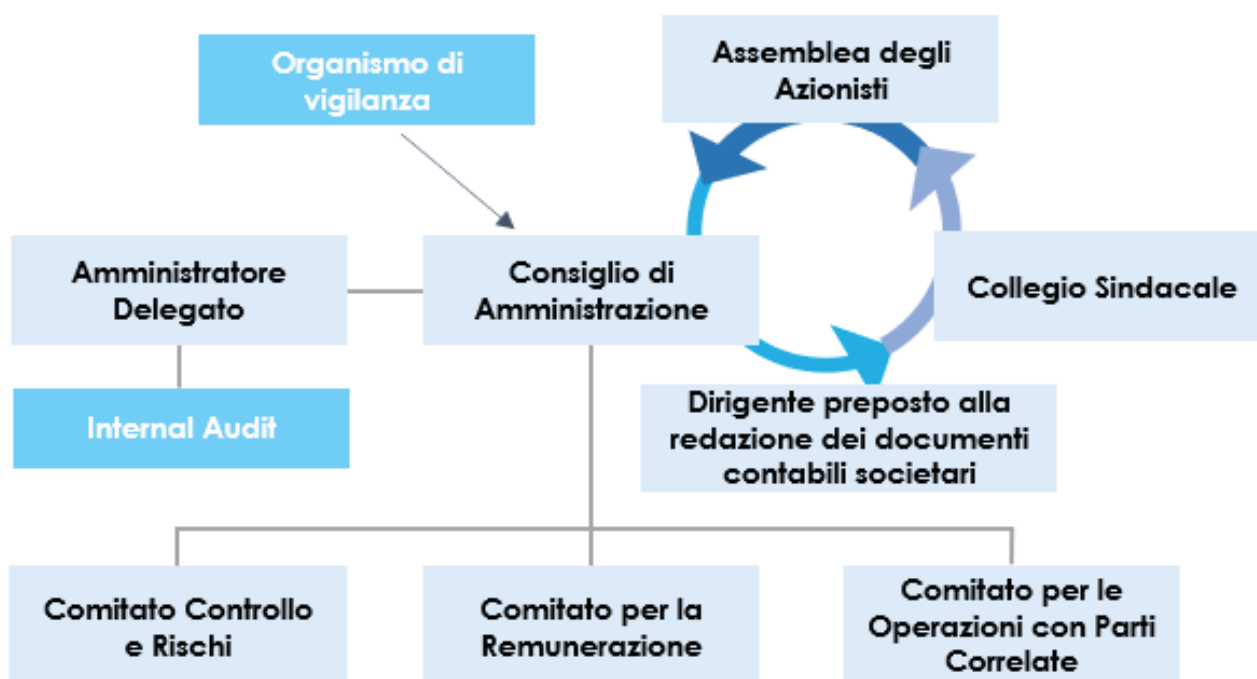 Organismo di
vigilanza
Assemblea degli
Azionisti
Amministratore
Delegato
Consiglio di
Amministrazione
Collegio Sindacale
Internal Audit
Dirigente preposto alla
redazione dei documenti
contabili societari
Comitato Controllo
e Rischi
Comitato per la
Remunerazione
Comitato per le
Operazioni con Parti
Correlate